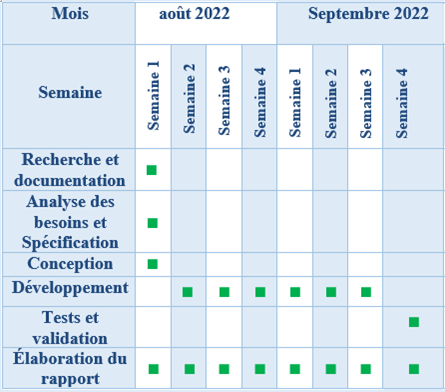 Mois août 2022 Septembre 2022
Semaine Semaine 1 Semaine 2 Semaine 3 Semaine 4 Semaine 1 Semaine 2 Semaine 3 Semaine 4
Recherche et
documentation
Analyse des
besoins et
Spécification
Conception
Développement
Tests et
validation
Élaboration du
rapport